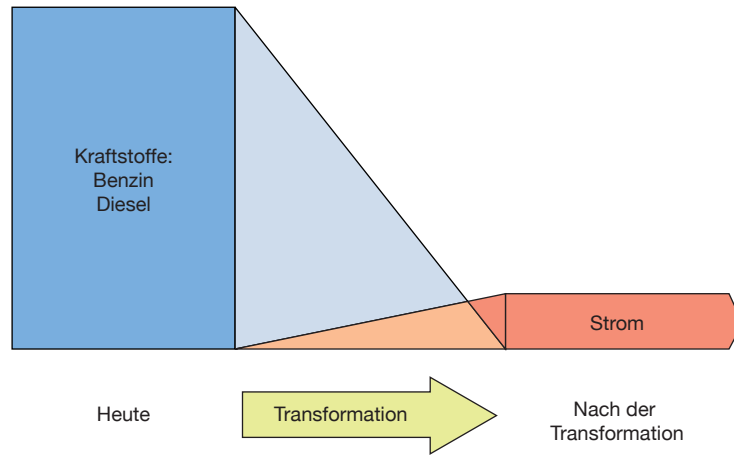 Kraftstoffe:
Benzin
Diesel
Strom
Heute
Transformation
Nach der
Transformation